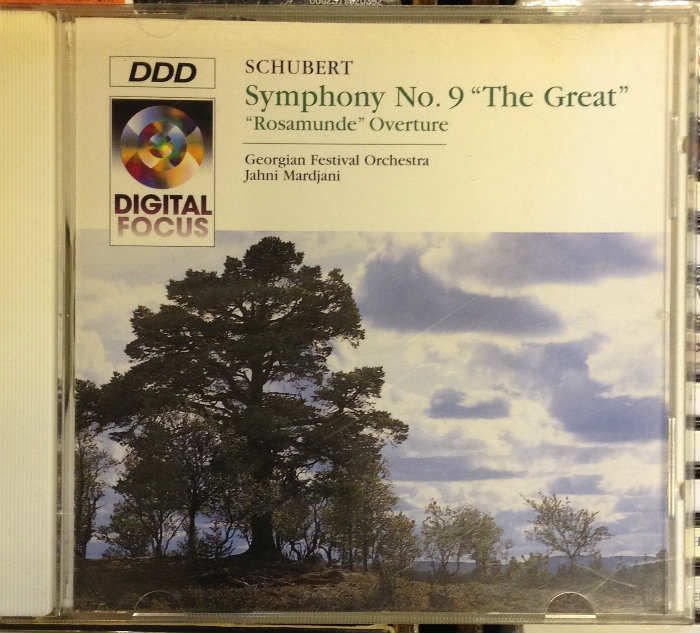 DDD
DIGITAL
FOCUS
SCHUBERT
Symphony No. 9 “The Great”
“Rosamunde” Overture
Georgian Festival Orchestra
Jahni Mardjani